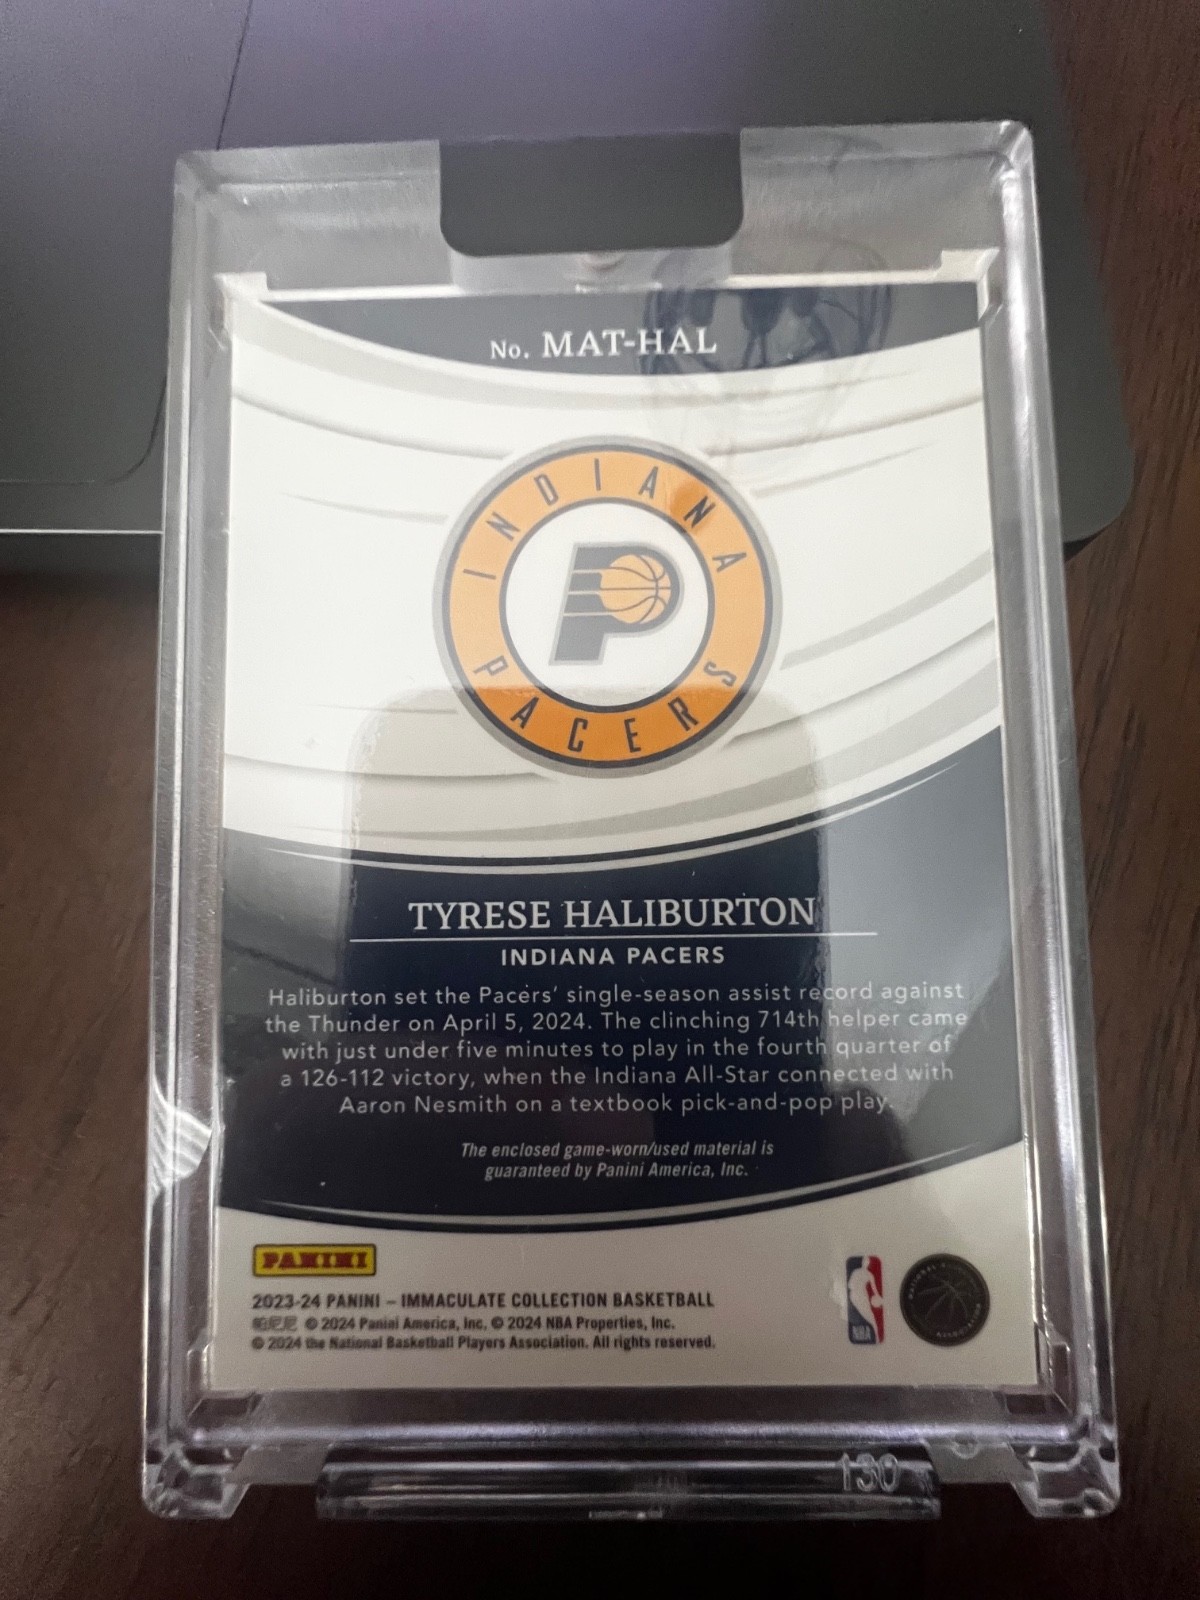 No. MAT-HAL
INDIANA
PACERS
TYRESE HALIBURTON
INDIANA PACERS
Haliburton set the Pacers' single-season assist record against
the Thunder on April 5, 2024. The clinching 714th helper came
with just under five minutes to play in the fourth quarter of
a 126-112 victory, when the Indiana All-Star connected with
Aaron Nesmith on a textbook pick-and-pop play.
The enclosed game-worn/used material is
guaranteed by Panini America, Inc.
PANINI
2023-24 PANINI – IMMACULATE COLLECTION BASKETBALL
帕尼尼 © 2024 Panini America, Inc. © 2024 NBA Properties, Inc.
© 2024 the National Basketball Players Association. All rights reserved.
NBA
130